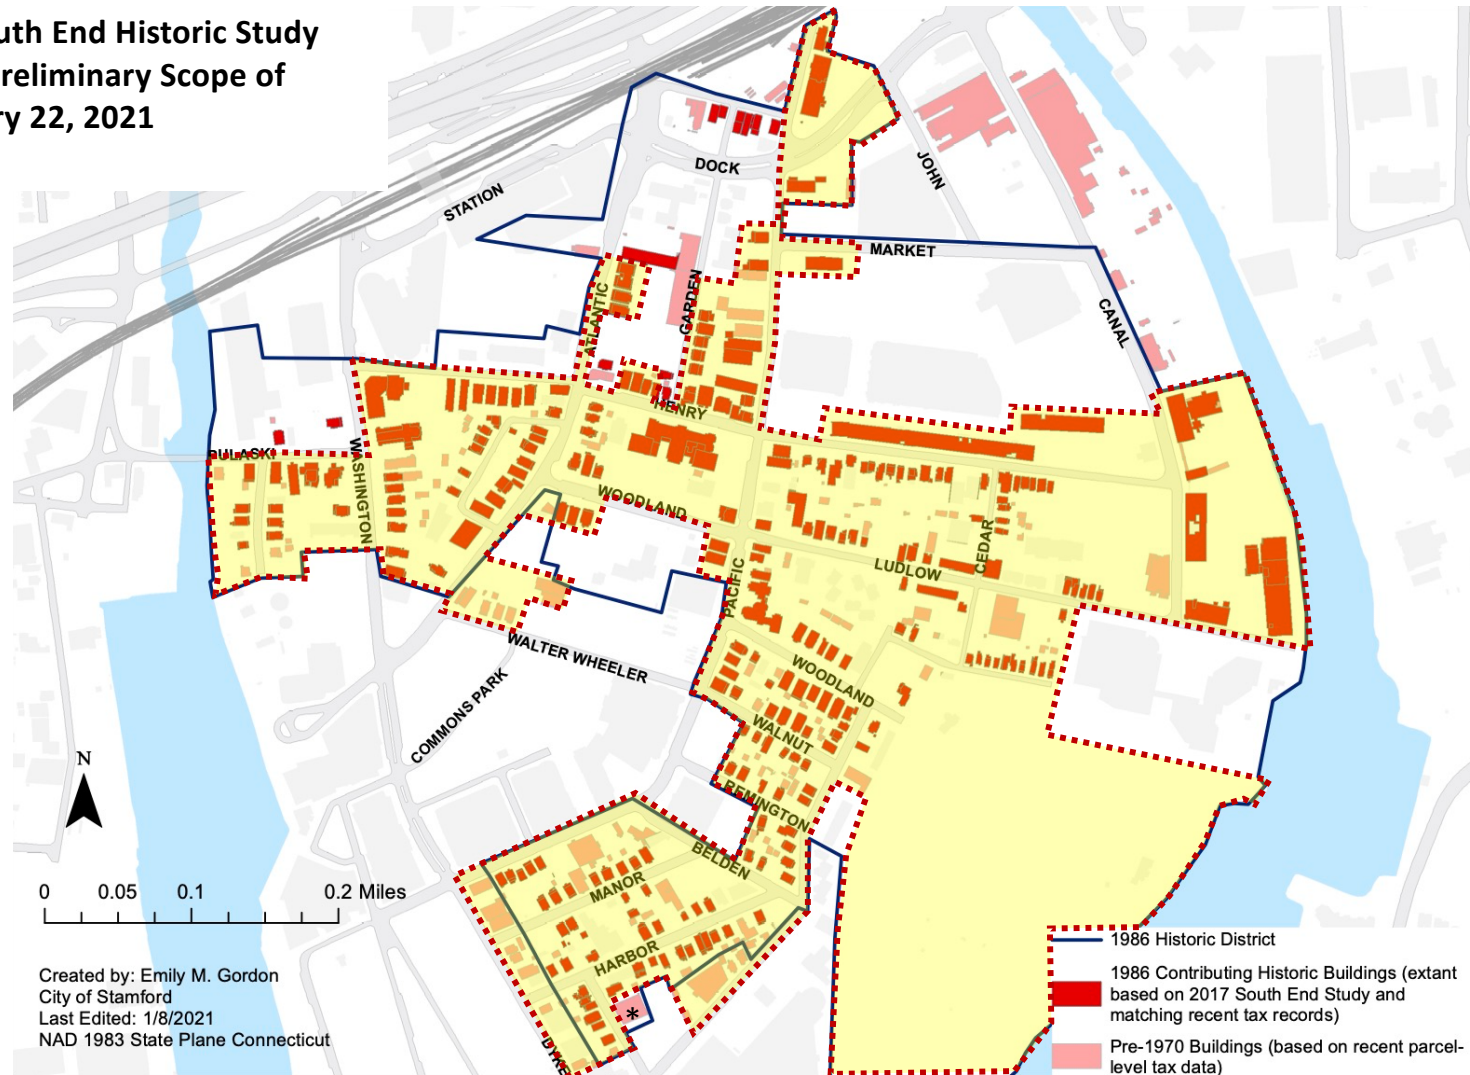 uth End Historic Study
reliminary Scope of
ry 22, 2021
STATION
DOCK
JOHN
MARKET
CANAL
GARDEN
ATLANTIC
HENRY
PULASKI
WASHINGTON
WOODLAND
CEDAR
LUDLOW
PACIFIC
WALTER WHEELER
WOODLAND
COMMONS PARK
WALNUT
REMINGTON
BELDEN
MANOR
HARBOR
DYKE
*
N
0 0.05 0.1 0.2 Miles
Created by: Emily M. Gordon
City of Stamford
Last Edited: 1/8/2021
NAD 1983 State Plane Connecticut
1986 Historic District
1986 Contributing Historic Buildings (extant
based on 2017 South End Study and
matching recent tax records)
Pre-1970 Buildings (based on recent parcel-
level tax data)